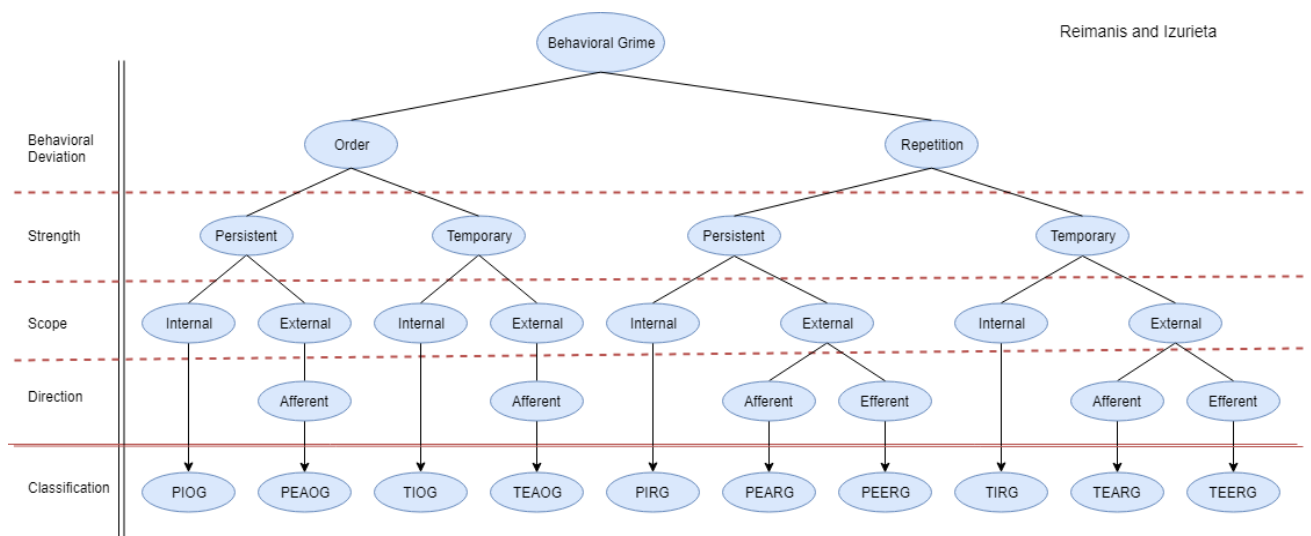 Reimanis and Izurieta
Behavioral Grime
Behavioral
Deviation
Order
Repetition
Strength
Persistent
Temporary
Persistent
Temporary
Scope
Internal
External
Internal
External
Internal
External
Internal
External
Direction
Afferent
Afferent
Afferent
Efferent
Afferent
Efferent
Classification
PIOG
PEAOG
TIOG
TEAOG
PIRG
PEARG
PEERG
TIRG
TEARG
TEERG